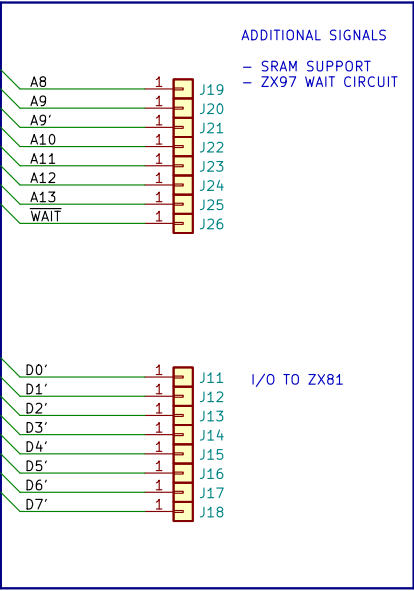 ADDITIONAL SIGNALS
- SRAM SUPPORT
- ZX97 WAIT CIRCUIT
A8 1 J19
A9 1 J20
A9' 1 J21
A10 1 J22
A11 1 J23
A12 1 J24
A13 1 J25
WAIT 1 J26
D0' 1 J11
I/O TO ZX81
D1' 1 J12
D2' 1 J13
D3' 1 J14
D4' 1 J15
D5' 1 J16
D6' 1 J17
D7' 1 J18